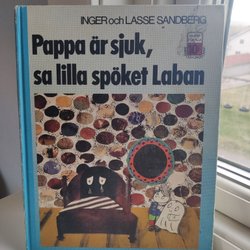 INGER och LASSE SANDBERG
Pappa är sjuk,
sa lilla spöket Laban